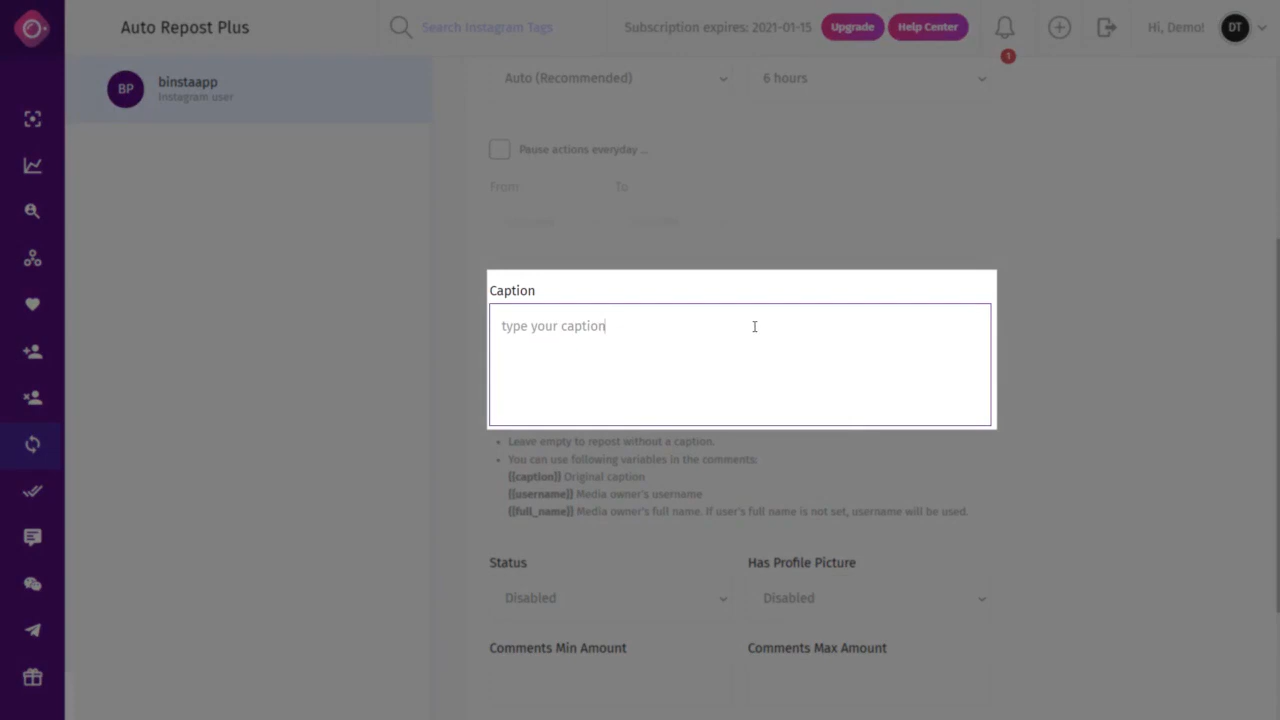 Auto Repost Plus
Search Instagram Tags
Subscription expires: 2021-01-15
Upgrade
Help Center
1
Hi, Demo!
DT
BP
binstaapp
Instagram user
Auto (Recommended)
6 hours
Pause actions everyday ...
From:
To
Caption
type your caption
Leave empty to repost without a caption.
You can use following variables in the comments:
{{caption}} Original caption
{{username}} Media owner's username
{{full_name}} Media owner's full name. If user's full name is not set, username will be used.
Status
Has Profile Picture
Disabled
Disabled
Comments Min Amount
Comments Max Amount